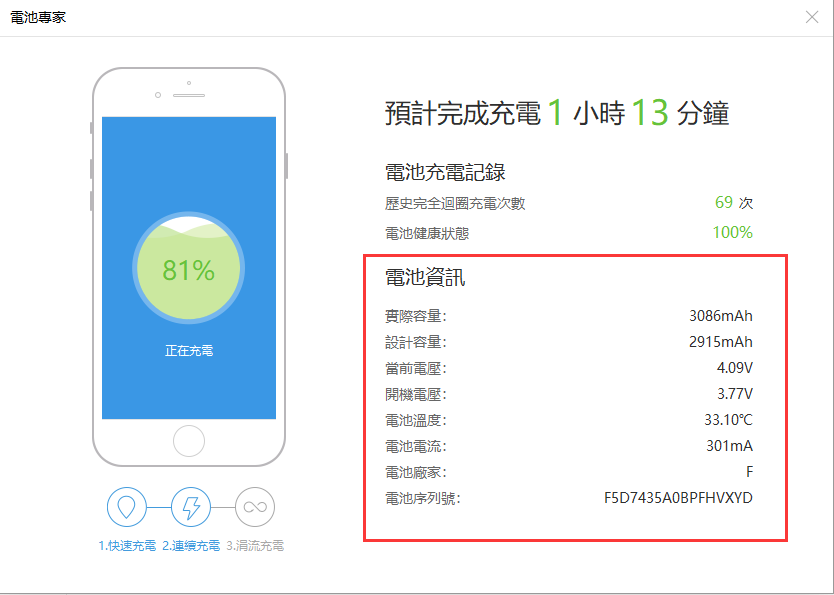 電池專家
預計完成充電 1 小時 13 分鐘
電池充電記錄
歷史完全迴圈充電次數 69 次
電池健康狀態 100%
81%
正在充電
電池資訊
實際容量: 3086mAh
設計容量: 2915mAh
當前電壓: 4.09V
開機電壓: 3.77V
電池溫度: 33.10℃
電池電流: 301mA
電池廠家: F
電池序列號: F5D7435A0BPFHVXYD
1.快速充電 2.連續充電 3.涓流充電